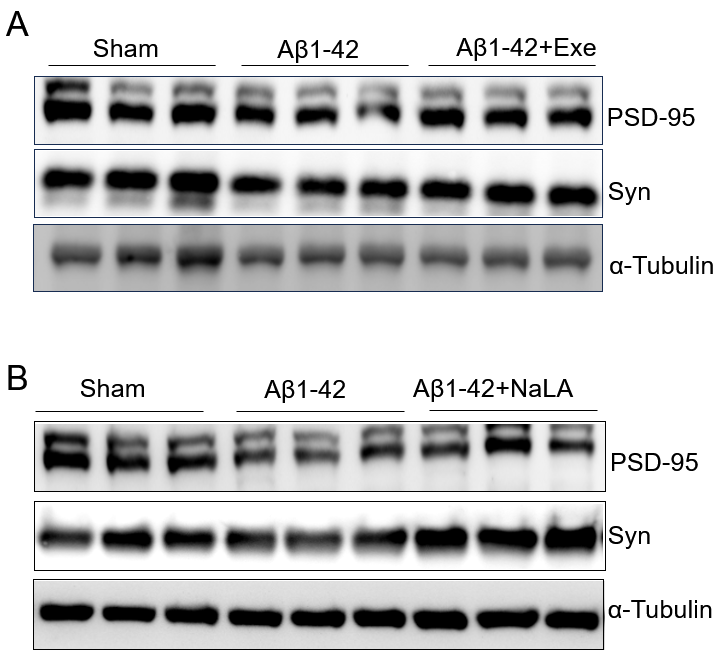 A
Sham Aβ1-42 Aβ1-42+Exe
PSD-95
Syn
α-Tubulin
B
Sham Aβ1-42 Aβ1-42+NaLA
PSD-95
Syn
α-Tubulin